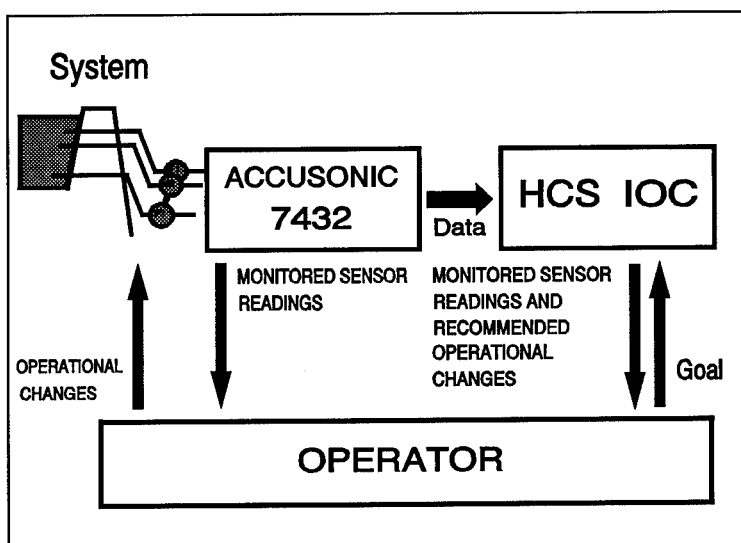 System
ACCUSONIC
7432
HCS IOC
Data
MONITORED SENSOR
READINGS
MONITORED SENSOR
READINGS AND
RECOMMENDED
OPERATIONAL
CHANGES
OPERATIONAL
CHANGES
Goal
OPERATOR